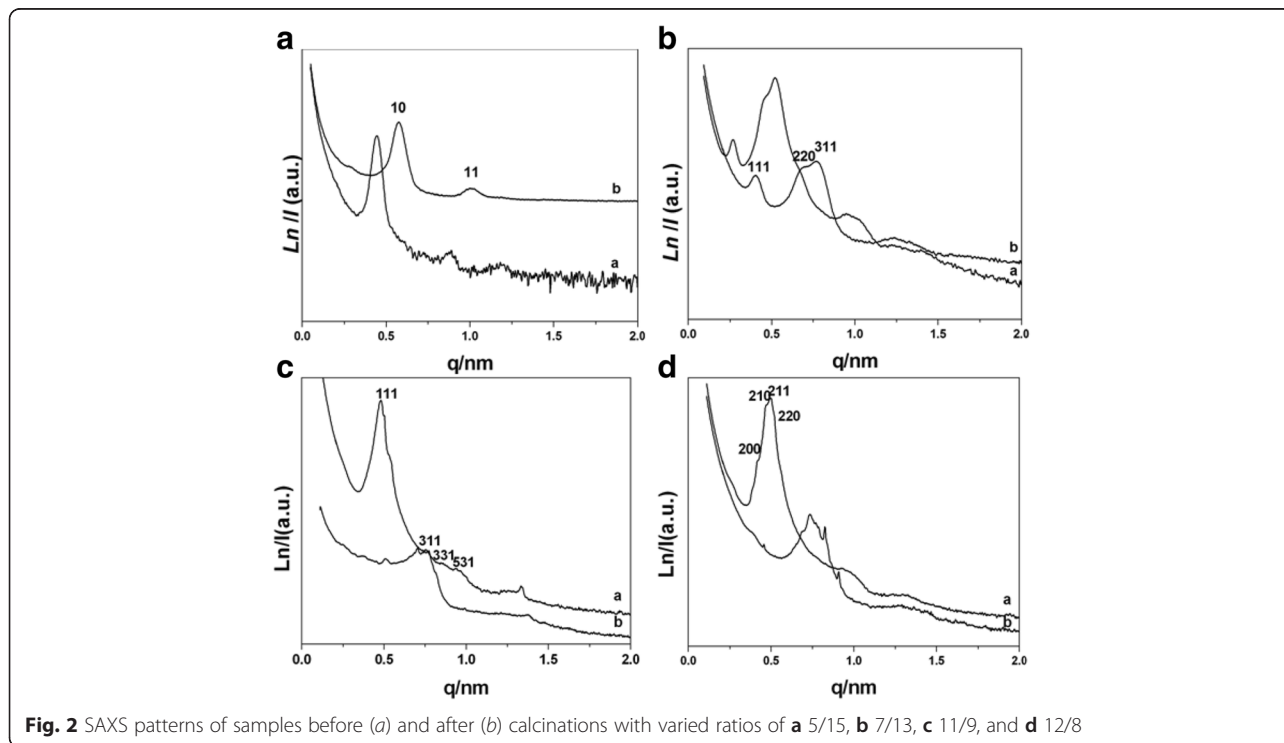 a
Ln /I (a.u.)
10
11
b
a
0.0 0.5 1.0 1.5 2.0
q/nm
b
Ln /I (a.u.)
111
220
311
b
a
0.0 0.5 1.0 1.5 2.0
q/nm
c
Ln/I(a.u.)
111
311
331
531
a
b
0.0 0.5 1.0 1.5 2.0
q/nm
d
Ln/I(a.u.)
210 211
220
200
a
b
0.0 0.5 1.0 1.5 2.0
q/nm
Fig. 2 SAXS patterns of samples before (a) and after (b) calcinations with varied ratios of a 5/15, b 7/13, c 11/9, and d 12/8